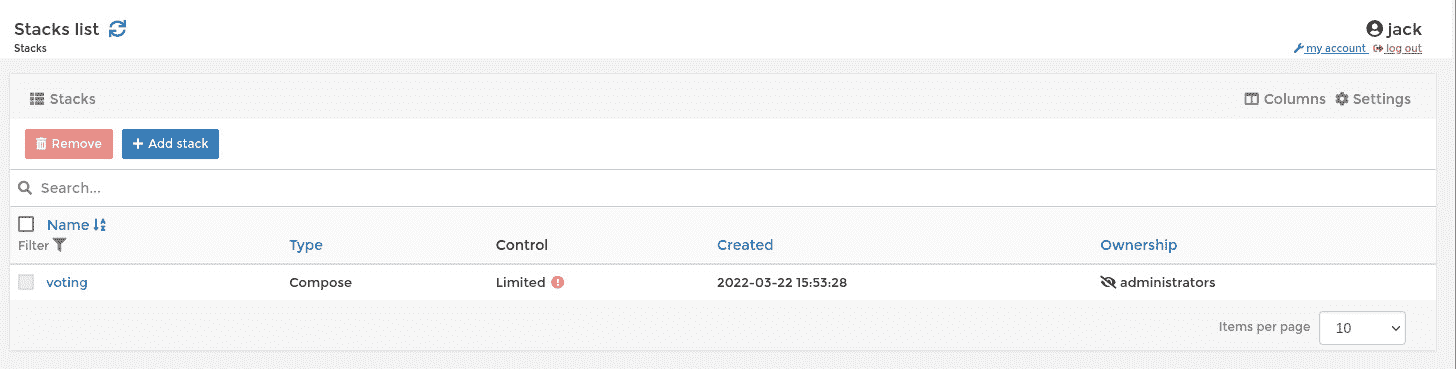 Stacks list
jack
Stacks
my account log out
Stacks
Columns Settings
Remove Add stack
Search...
Name
Filter Type Control Created Ownership
voting Compose Limited 2022-03-22 15:53:28 administrators
Items per page 10